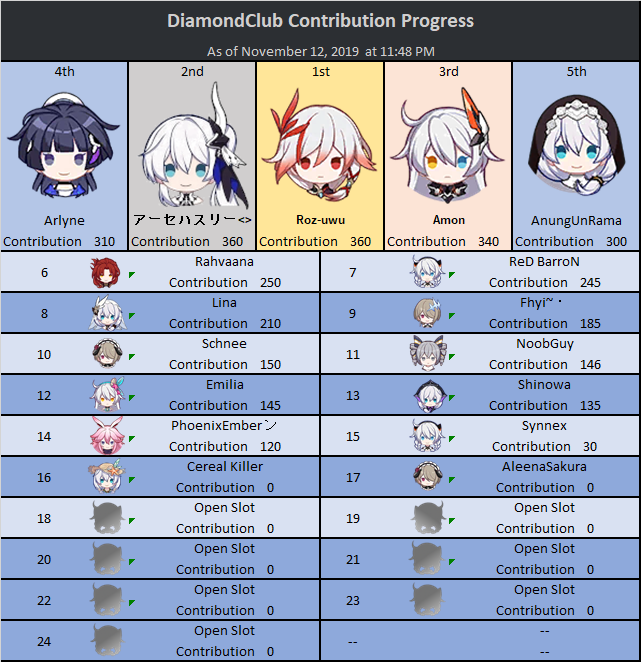 DiamondClub Contribution Progress
As of November 12, 2019 at 11:48 PM
4th 2nd 1st 3rd 5th
Arlyne アーセハスリー<> Roz-uwu Amon AnungUnRama
Contribution 310 Contribution 360 Contribution 360 Contribution 340 Contribution 300
6 Rahvaana 7 ReD BarroN
Contribution 250 Contribution 245
8 Lina 9 Fhyi~・
Contribution 210 Contribution 185
10 Schnee 11 NoobGuy
Contribution 150 Contribution 146
12 Emilia 13 Shinowa
Contribution 145 Contribution 135
14 PhoenixEmberン 15 Synnex
Contribution 120 Contribution 30
16 Cereal Killer 17 AleenaSakura
Contribution 0 Contribution 0
18 Open Slot 19 Open Slot
Contribution 0 Contribution 0
20 Open Slot 21 Open Slot
Contribution 0 Contribution 0
22 Open Slot 23 Open Slot
Contribution 0 Contribution 0
24 Open Slot -- --
Contribution 0 --